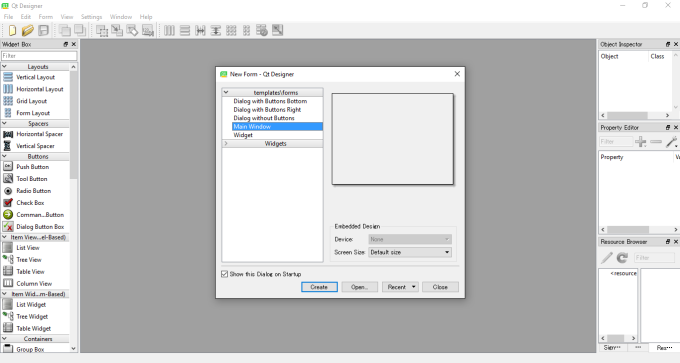 Qt Designer
File Edit Form View Settings Window Help
Widget Box
Filter
Layouts
Vertical Layout
Horizontal Layout
Grid Layout
Form Layout
Spacers
Horizontal Spacer
Vertical Spacer
Buttons
Push Button
Tool Button
Radio Button
Check Box
Comman...Button
Dialog Button Box
Item View...el-Based)
List View
Tree View
Table View
Column View
Item Wid...m-Based)
List Widget
Tree Widget
Table Widget
Containers
Group Box
New Form - Qt Designer
templates\forms
Dialog with Buttons Bottom
Dialog with Buttons Right
Dialog without Buttons
Main Window
Widget
Widgets
Embedded Design
Device: None
Screen Size: Default size
Show this Dialog on Startup
Create Open... Recent Close
Object Inspector
Object Class
Property Editor
Filter
Property
Resource Browser
Filter
<resource